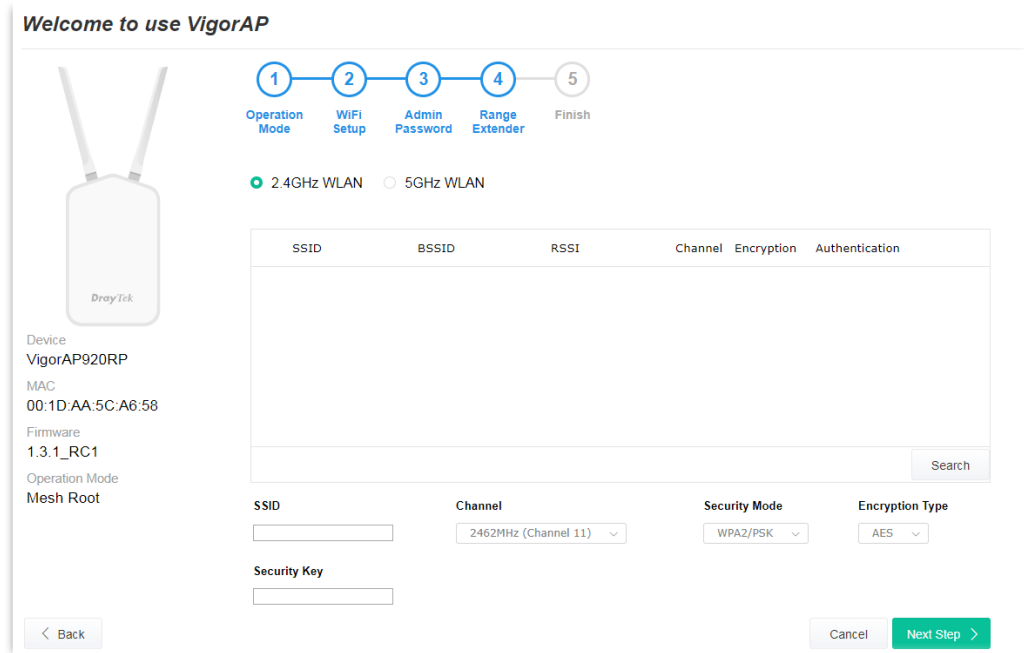 Welcome to use VigorAP
1 2 3 4 5
Operation Mode
WiFi Setup
Admin Password
Range Extender
Finish
2.4GHz WLAN 5GHz WLAN
DrayTek
Device
VigorAP920RP
MAC
00:1D:AA:5C:A6:58
Firmware
1.3.1_RC1
Operation Mode
Mesh Root
SSID BSSID RSSI Channel Encryption Authentication
Search
SSID Channel Security Mode Encryption Type
2462MHz (Channel 11) WPA2/PSK AES
Security Key
Back Cancel Next Step